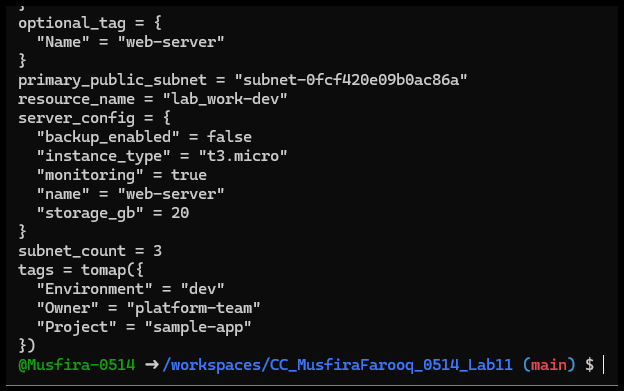 }
optional_tag = {
  "Name" = "web-server"
}
primary_public_subnet = "subnet-0fcf420e09b0ac86a"
resource_name = "lab_work-dev"
server_config = {
  "backup_enabled" = false
  "instance_type" = "t3.micro"
  "monitoring" = true
  "name" = "web-server"
  "storage_gb" = 20
}
subnet_count = 3
tags = tomap({
  "Environment" = "dev"
  "Owner" = "platform-team"
  "Project" = "sample-app"
})
@Musfira-0514 ➜ /workspaces/CC_MusfiraFarooq_0514_Lab11 (main) $